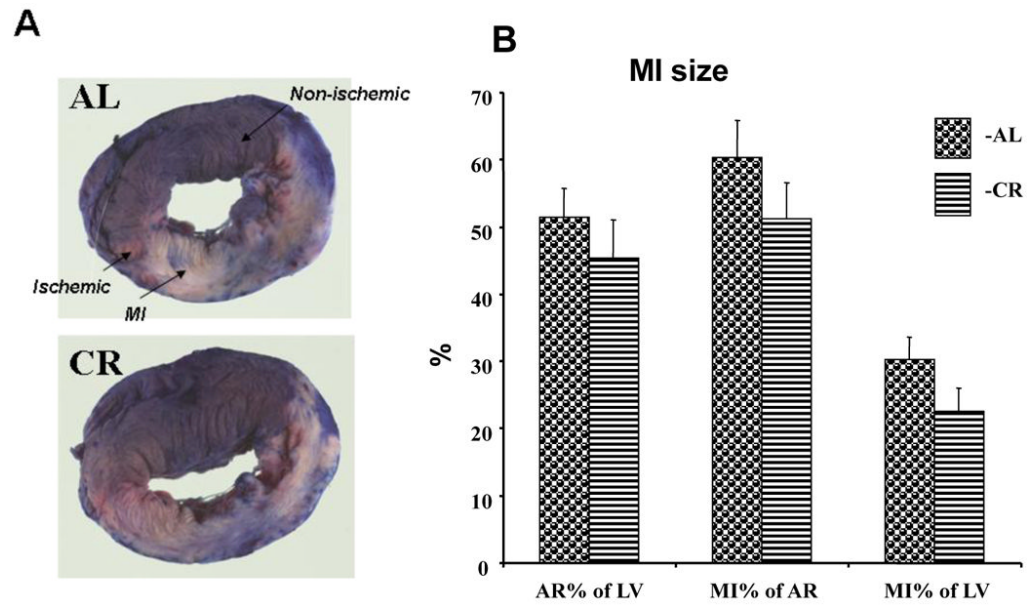 A
AL
Non-ischemic
Ischemic
MI
CR
B
MI size
70
60
50
40
30
20
10
0
%
-AL
-CR
AR% of LV
MI% of AR
MI% of LV